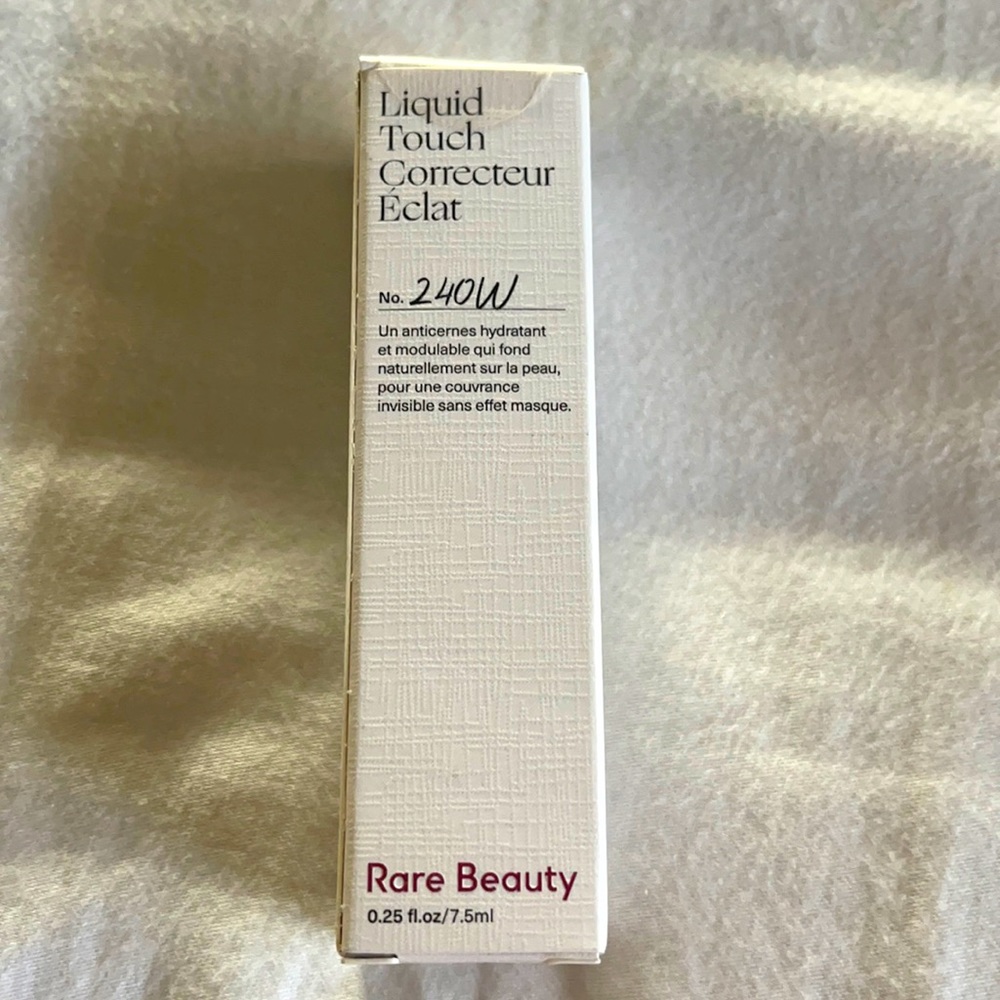 Liquid
Touch
Correcteur
Éclat
No. 240W
Un anticernes hydratant
et modulable qui fond
naturellement sur la peau,
pour une couvrance
invisible sans effet masque.
Rare Beauty
0.25 fl.oz/7.5ml